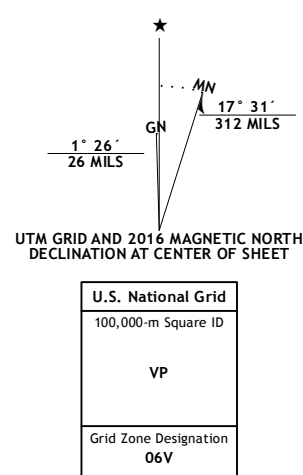 ★
MN
17° 31´
312 MILS
GN
1° 26´
26 MILS
UTM GRID AND 2016 MAGNETIC NORTH
DECLINATION AT CENTER OF SHEET
U.S. National Grid
100,000-m Square ID
VP
Grid Zone Designation
06V